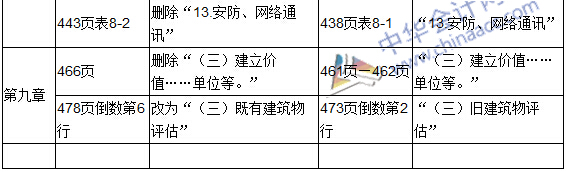 443页表8-2
删除“13.安防、网络通
讯”
438页表8-1
“13.安防、网络通讯”
第九章
466页
删除“（三）建立价
值……单位等。”
461页—462页
“（三）建立价值……
单位等。”
478页倒数第6
行
改为“（三）既有建筑物
评估”
473页倒数第2
行
“（三）旧建筑物评
估”
中华会计网
www.chinaacc